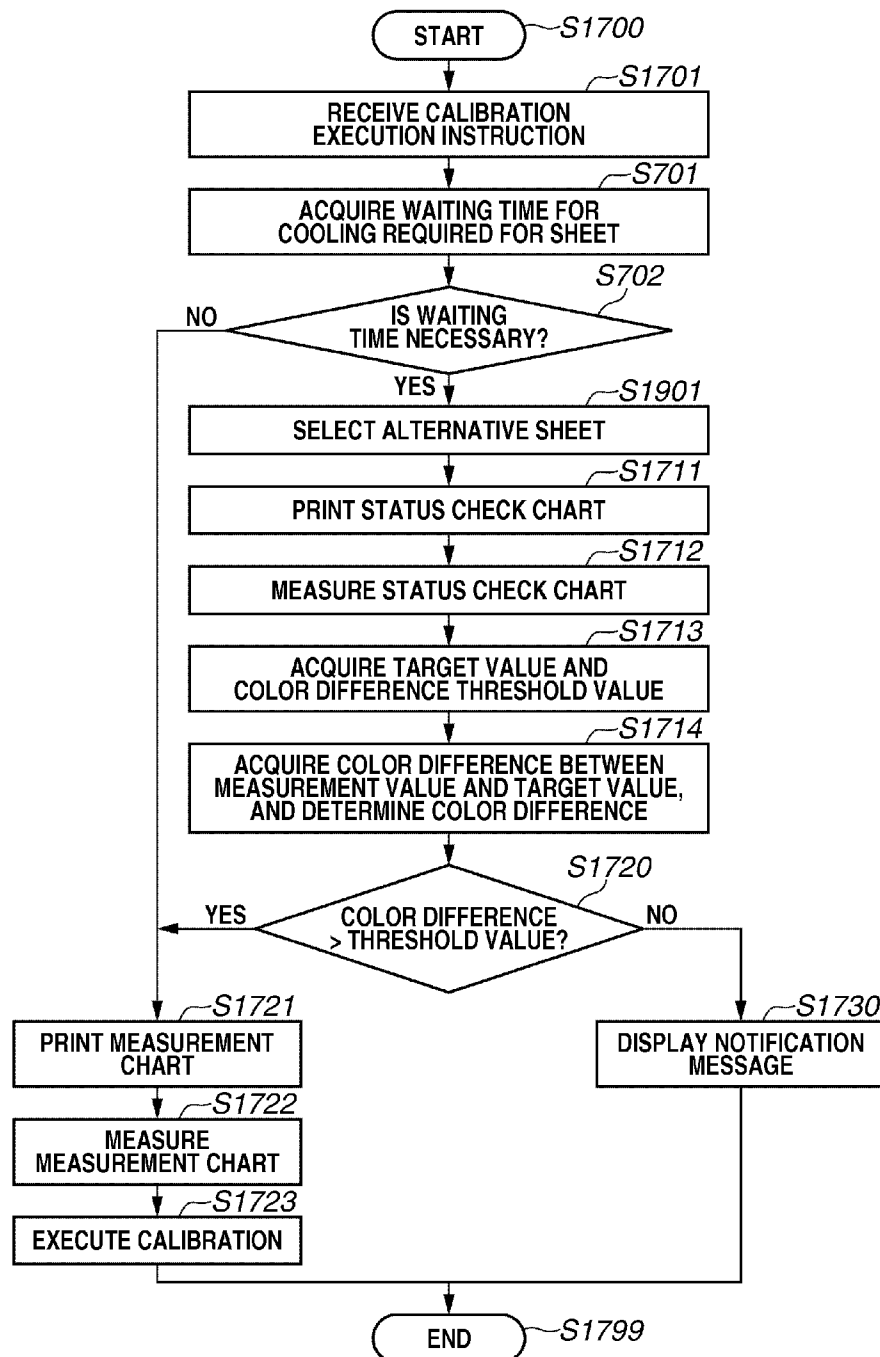 START
S1700
S1701
RECEIVE CALIBRATION
EXECUTION INSTRUCTION
S701
ACQUIRE WAITING TIME FOR
COOLING REQUIRED FOR SHEET
S702
IS WAITING
TIME NECESSARY?
NO
YES
S1901
SELECT ALTERNATIVE SHEET
S1711
PRINT STATUS CHECK CHART
S1712
MEASURE STATUS CHECK CHART
S1713
ACQUIRE TARGET VALUE AND
COLOR DIFFERENCE THRESHOLD VALUE
S1714
ACQUIRE COLOR DIFFERENCE BETWEEN
MEASUREMENT VALUE AND TARGET VALUE,
AND DETERMINE COLOR DIFFERENCE
S1720
YES
COLOR DIFFERENCE
> THRESHOLD VALUE?
NO
S1721
PRINT MEASUREMENT
CHART
S1730
DISPLAY NOTIFICATION
MESSAGE
S1722
MEASURE
MEASUREMENT CHART
S1723
EXECUTE CALIBRATION
END
S1799